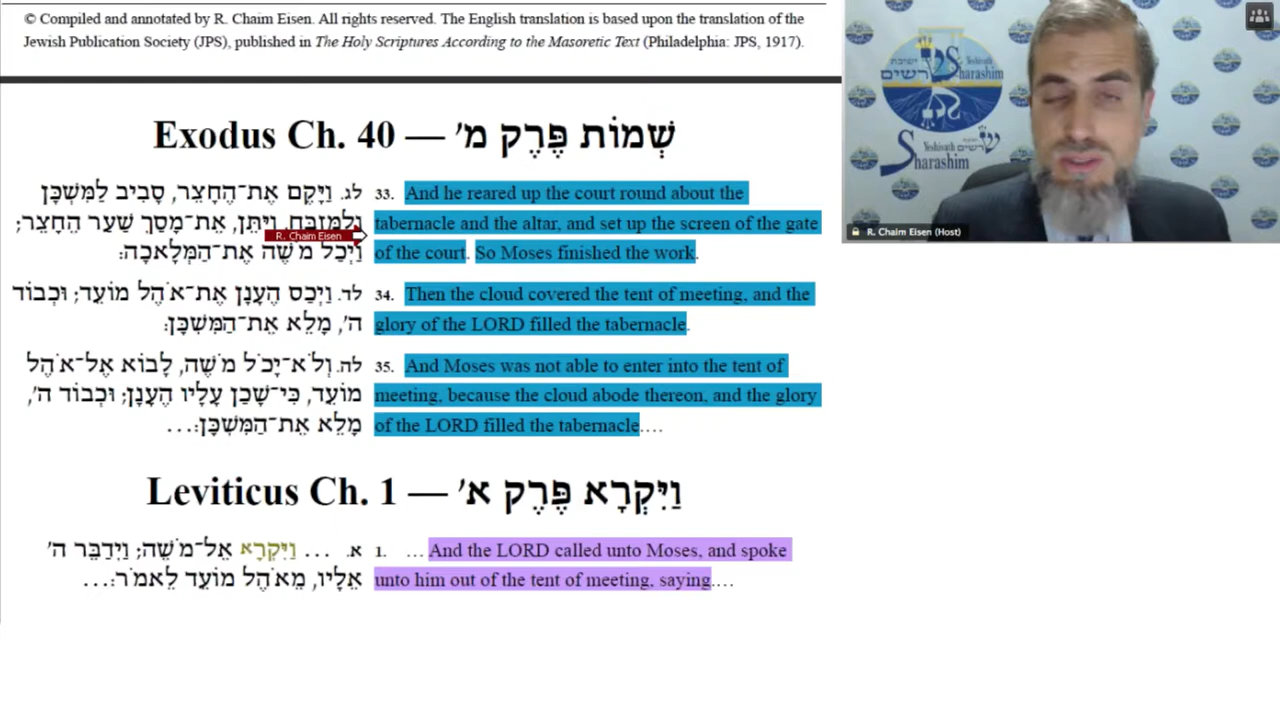 © Compiled and annotated by R. Chaim Eisen. All rights reserved. The English translation is based upon the translation of the
Jewish Publication Society (JPS), published in The Holy Scriptures According to the Masoretic Text (Philadelphia: JPS, 1917).
Exodus Ch. 40 — שְׁמוֹת פֶּרֶק מ׳
לג. וַיָּקֶם אֶת־הֶחָצֵר, סָבִיב לַמִּשְׁכָּן
וְלַמִּזְבֵּחַ, וַיִּתֵּן, אֶת־מָסַךְ שַׁעַר הֶחָצֵר;
וַיְכַל מֹשֶׁה אֶת־הַמְּלָאכָה:
33. And he reared up the court round about the
tabernacle and the altar, and set up the screen of the gate
of the court. So Moses finished the work.
R. Chaim Eisen
לד. וַיְכַס הֶעָנָן אֶת־אֹהֶל מוֹעֵד; וּכְבוֹד
ה׳, מָלֵא אֶת־הַמִּשְׁכָּן:
34. Then the cloud covered the tent of meeting, and the
glory of the LORD filled the tabernacle.
לה. וְלֹא־יָכֹל מֹשֶׁה, לָבוֹא אֶל־אֹהֶל
מוֹעֵד, כִּי־שָׁכַן עָלָיו הֶעָנָן; וּכְבוֹד ה׳,
מָלֵא אֶת־הַמִּשְׁכָּן:...
35. And Moses was not able to enter into the tent of
meeting, because the cloud abode thereon, and the glory
of the LORD filled the tabernacle....
Leviticus Ch. 1 — וַיִּקְרָא פֶּרֶק א׳
א. ... וַיִּקְרָא אֶל־מֹשֶׁה; וַיְדַבֵּר ה׳
אֵלָיו, מֵאֹהֶל מוֹעֵד לֵאמֹר:...
1. ... And the LORD called unto Moses, and spoke
unto him out of the tent of meeting, saying....
ישיבת
שרשים
Yeshivath
Sharashim
Yeshivath שרשים
Sharashim
R. Chaim Eisen (Host)